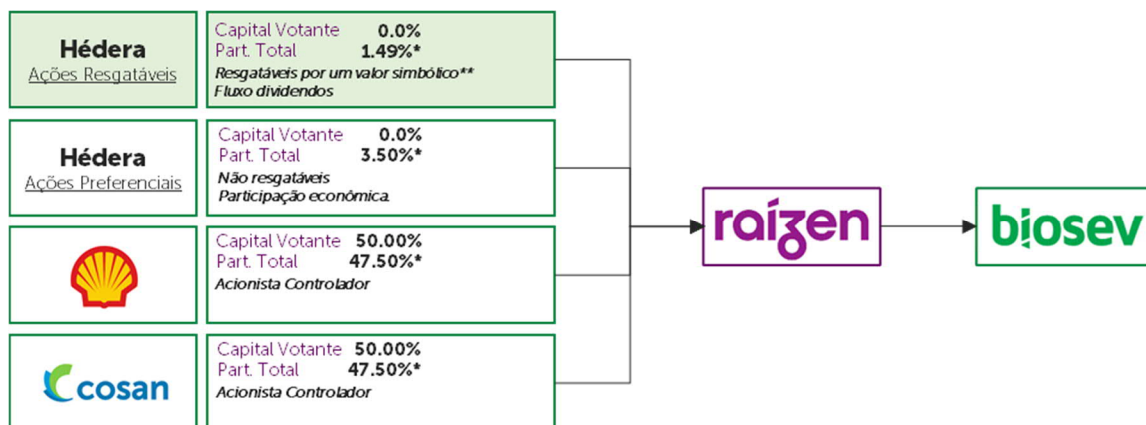 Hédera
Ações Resgatáveis
Capital Votante 0.0%
Part. Total 1.49%*
Resgatáveis por um valor simbólico**
Fluxo dividendos
Hédera
Ações Preferenciais
Capital Votante 0.0%
Part. Total 3.50%*
Não resgatáveis
Participação econômica.
Capital Votante 50.00%
Part. Total 47.50%*
Acionista Controlador
cosan
Capital Votante 50.00%
Part. Total 47.50%*
Acionista Controlador
raízen
biosev